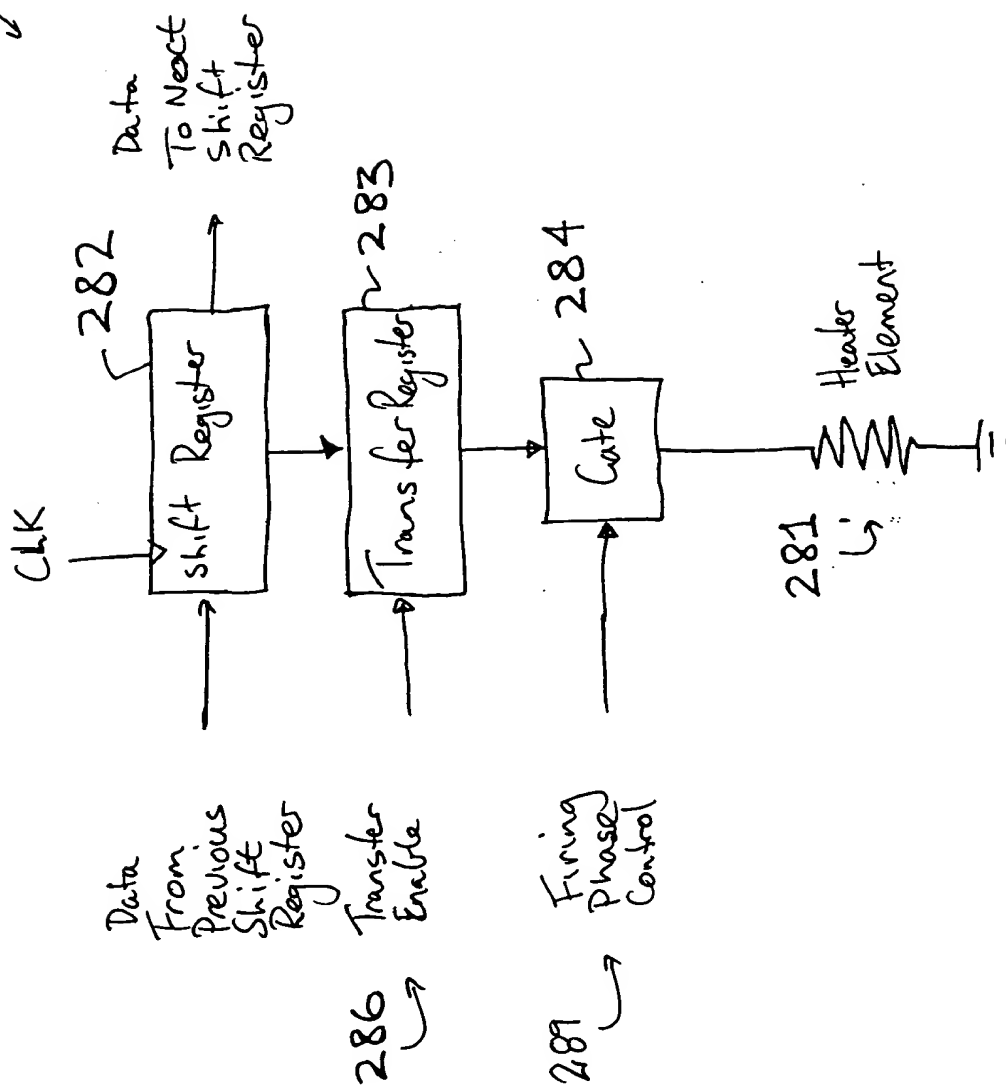 CLK
282
Data
To Next
Shift
Register
Shift Register
Data
From
Previous
Shift
Register
283
Transfer Register
286
Transfer
Enable
284
Gate
289
Firing
Phase
Control
281
Heater
Element